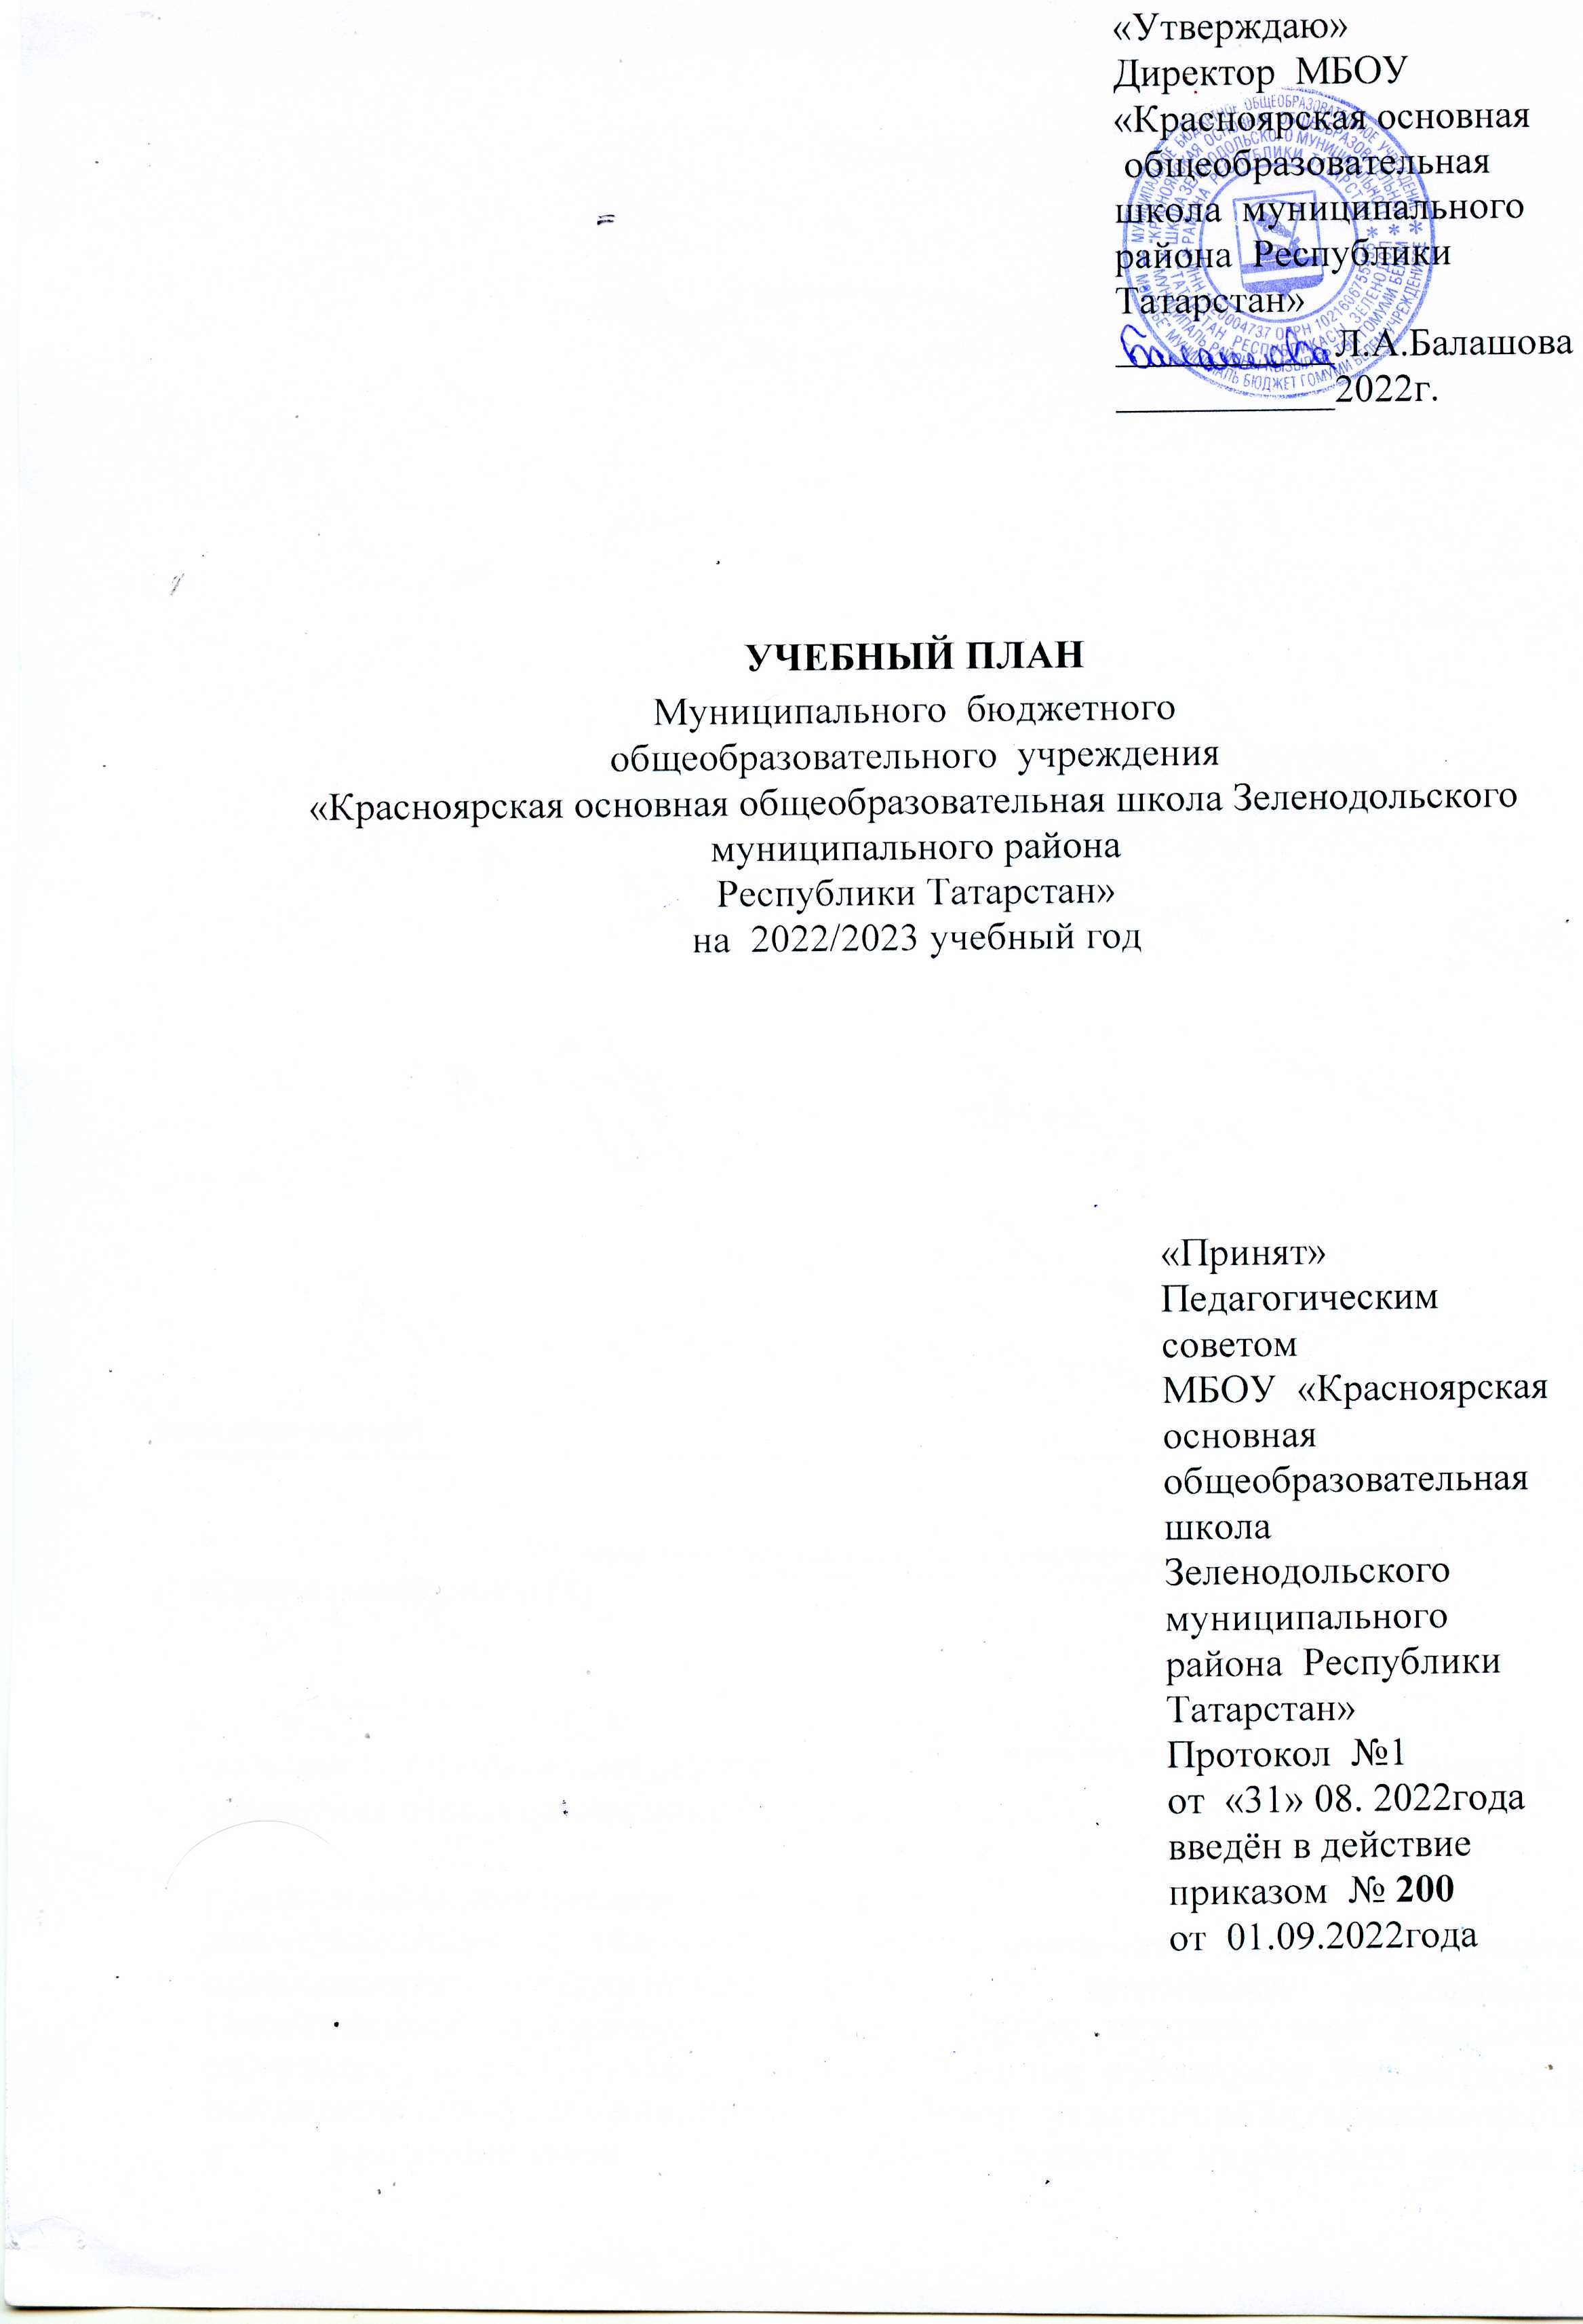 «Утверждаю»
Директор МБОУ
«Красноярская основная
общеобразовательная
школа муниципального
района Республики
Татарстан»
Л.А.Балашова
2022г.
УЧЕБНЫЙ ПЛАН
Муниципального бюджетного
общеобразовательного учреждения
«Красноярская основная общеобразовательная школа Зеленодольского
муниципального района
Республики Татарстан»
на 2022/2023 учебный год
«Принят»
Педагогическим
советом
МБОУ «Красноярская
основная
общеобразовательная
школа
Зеленодольского
муниципального
района Республики
Татарстан»
Протокол №1
от «31» 08. 2022года
введён в действие
приказом № 200
от 01.09.2022года